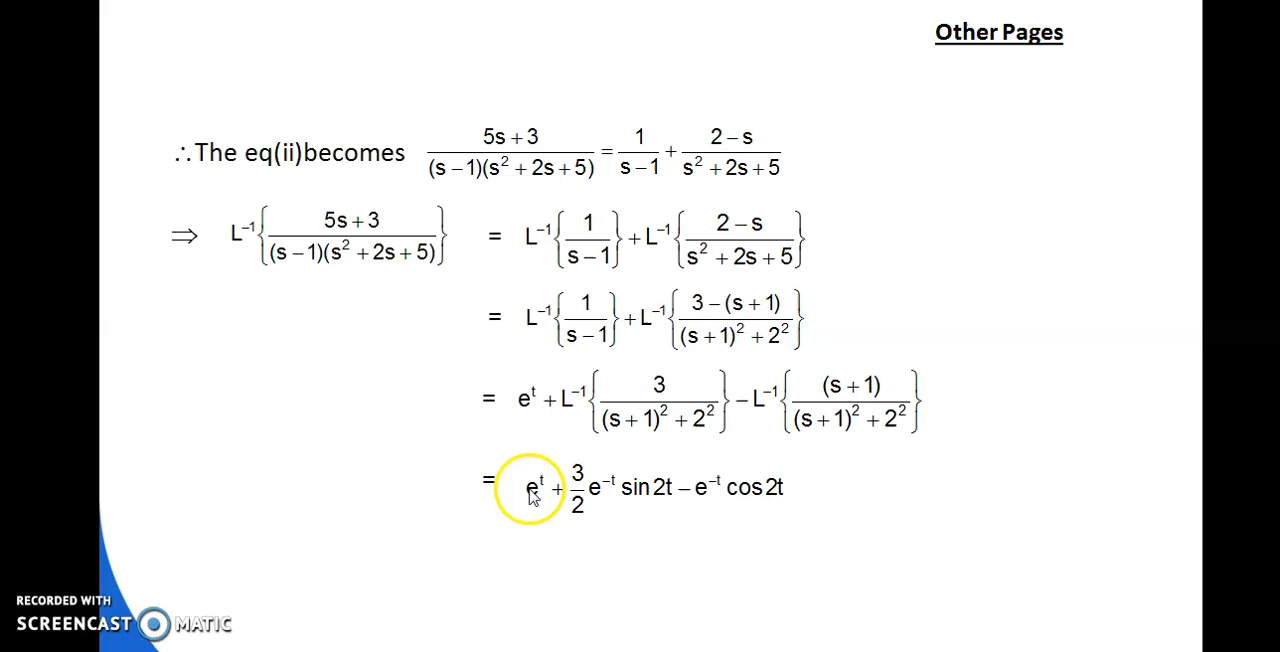 Other Pages
∴The eq(ii)becomes (5s+3)/((s−1)(s²+2s+5)) = 1/(s−1) + (2−s)/(s²+2s+5)
⇒ L⁻¹{(5s+3)/((s−1)(s²+2s+5))} = L⁻¹{1/(s−1)} + L⁻¹{(2−s)/(s²+2s+5)}
= L⁻¹{1/(s−1)} + L⁻¹{(3−(s+1))/((s+1)²+2²)}
= eᵗ + L⁻¹{3/((s+1)²+2²)} − L⁻¹{(s+1)/((s+1)²+2²)}
= eᵗ + 3/2 e⁻ᵗ sin2t − e⁻ᵗ cos2t
RECORDED WITH
SCREENCAST MATIC